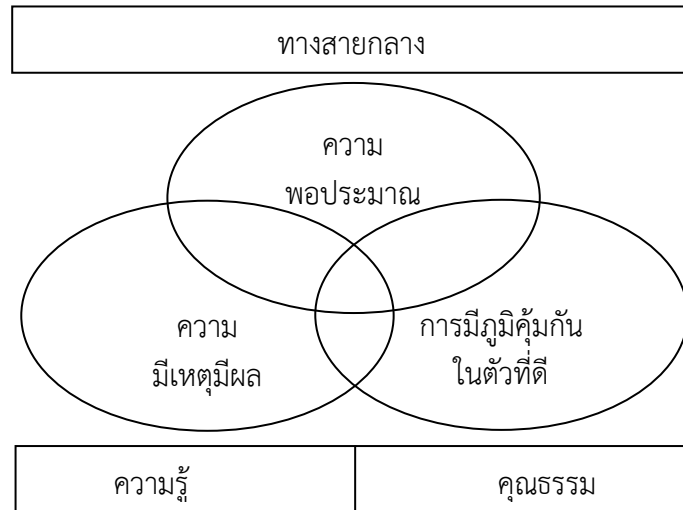 ทางสายกลาง
ความ
พอประมาณ
ความ
มีเหตุมีผล
การมีภูมิคุ้มกัน
ในตัวที่ดี
ความรู้
คุณธรรม